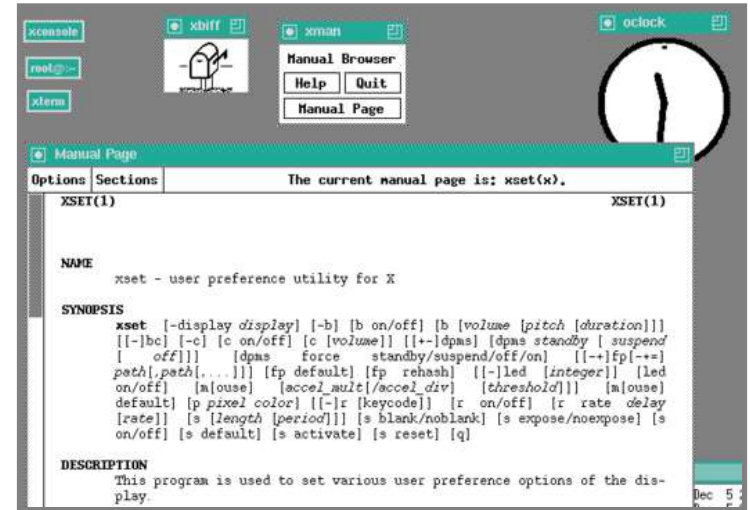 xconsole
root@:~
xterm
xbiff
xman
Manual Browser
Help Quit
Manual Page
oclock
Manual Page
Options Sections The current manual page is: xset(x).
XSET(1) XSET(1)
NAME
xset - user preference utility for X
SYNOPSIS
xset [-display display] [-b] [b on/off] [b [volume [pitch [duration]]]
[[-]bc] [-c] [c on/off] [c [volume]] [[+-]dpms] [dpms standby [ suspend
[ off]]] [dpms force standby/suspend/off/on] [[-+]fp[-+=]
path[,path[,...]]] [fp default] [fp rehash] [[-]led [integer]] [led
on/off] [m[ouse] [accel_mult[/accel_div] [threshold]]] [m[ouse]
default] [p pixel color] [[-]r [keycode]] [r on/off] [r rate delay
[rate]] [s [length [period]]] [s blank/noblank] [s expose/noexpose] [s
on/off] [s default] [s activate] [s reset] [q]
DESCRIPTION
This program is used to set various user preference options of the dis-
play.
Dec 5